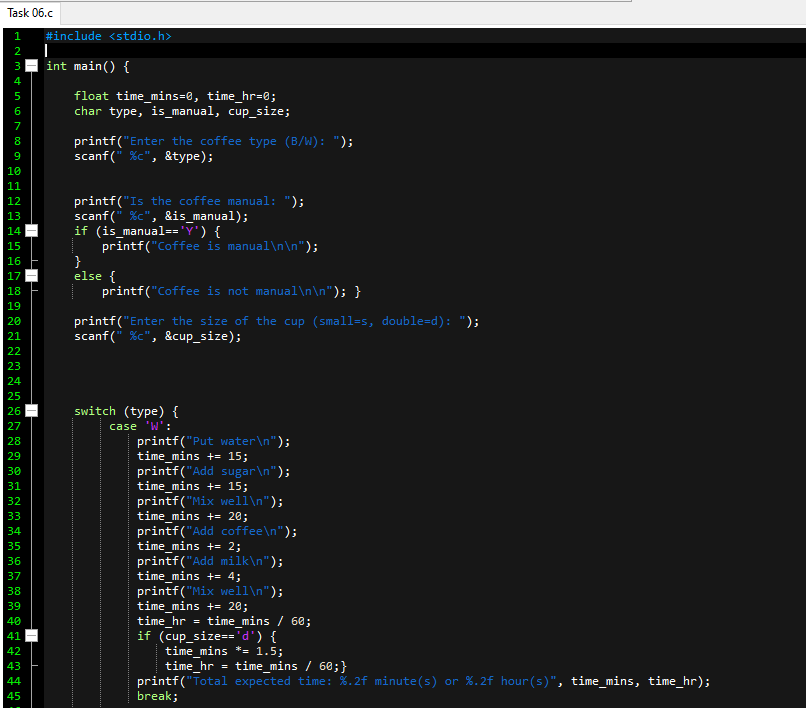 Task 06.c
1 #include <stdio.h>
2
3 int main() {
4
5     float time_mins=0, time_hr=0;
6     char type, is_manual, cup_size;
7
8     printf("Enter the coffee type (B/W): ");
9     scanf(" %c", &type);
10
11
12     printf("Is the coffee manual: ");
13     scanf(" %c", &is_manual);
14     if (is_manual=='Y') {
15         printf("Coffee is manual\n\n");
16     }
17     else {
18         printf("Coffee is not manual\n\n"); }
19
20     printf("Enter the size of the cup (small=s, double=d): ");
21     scanf(" %c", &cup_size);
22
23
24
25
26     switch (type) {
27          case 'W':
28              printf("Put water\n");
29              time_mins += 15;
30              printf("Add sugar\n");
31              time_mins += 15;
32              printf("Mix well\n");
33              time_mins += 20;
34              printf("Add coffee\n");
35              time_mins += 2;
36              printf("Add milk\n");
37              time_mins += 4;
38              printf("Mix well\n");
39              time_mins += 20;
40              time_hr = time_mins / 60;
41              if (cup_size=='d') {
42                  time_mins *= 1.5;
43                  time_hr = time_mins / 60;}
44              printf("Total expected time: %.2f minute(s) or %.2f hour(s)", time_mins, time_hr);
45              break;